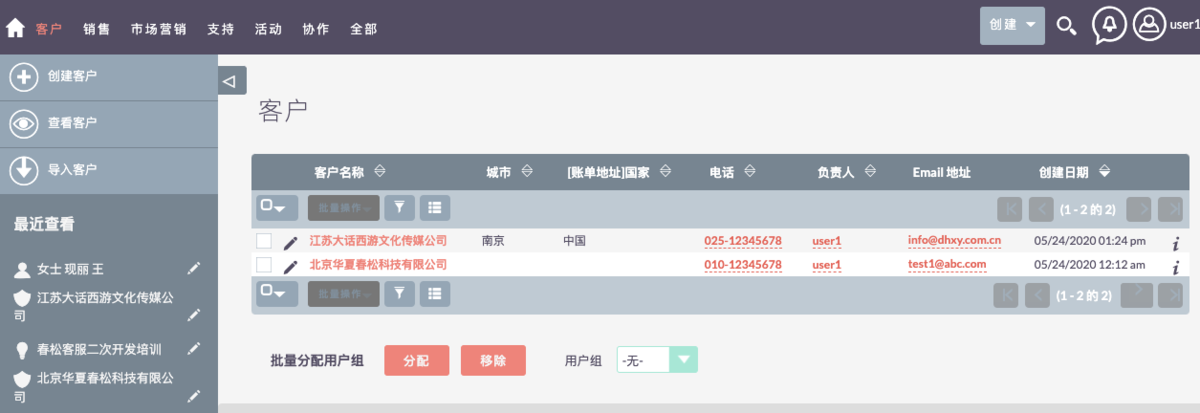 客户 销售 市场营销 支持 活动 协作 全部 创建 user1
创建客户
查看客户
导入客户
最近查看
女士 现丽 王
江苏大话西游文化传媒公
司
春松客服二次开发培训
北京华夏春松科技有限公
司
客户
客户名称 城市 [账单地址]国家 电话 负责人 Email 地址 创建日期
批量操作 (1 - 2 的 2)
江苏大话西游文化传媒公司 南京 中国 025-12345678 user1 info@dhxy.com.cn 05/24/2020 01:24 pm
北京华夏春松科技有限公司 010-12345678 user1 test1@abc.com 05/24/2020 12:12 am
批量操作 (1 - 2 的 2)
批量分配用户组 分配 移除 用户组 -无-